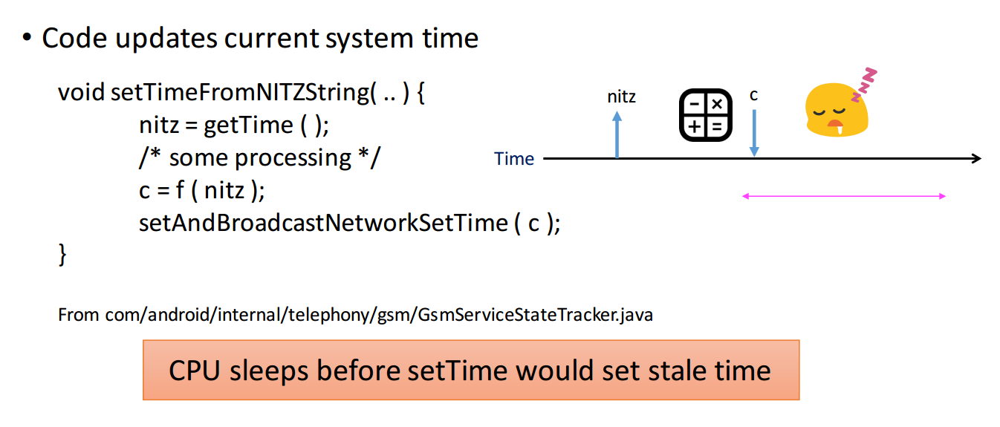 • Code updates current system time
void setTimeFromNITZString( .. ) {
nitz = getTime ( );
/* some processing */
c = f ( nitz );
setAndBroadcastNetworkSetTime ( c );
}
nitz
c
z z z
Time
From com/android/internal/telephony/gsm/GsmServiceStateTracker.java
CPU sleeps before setTime would set stale time